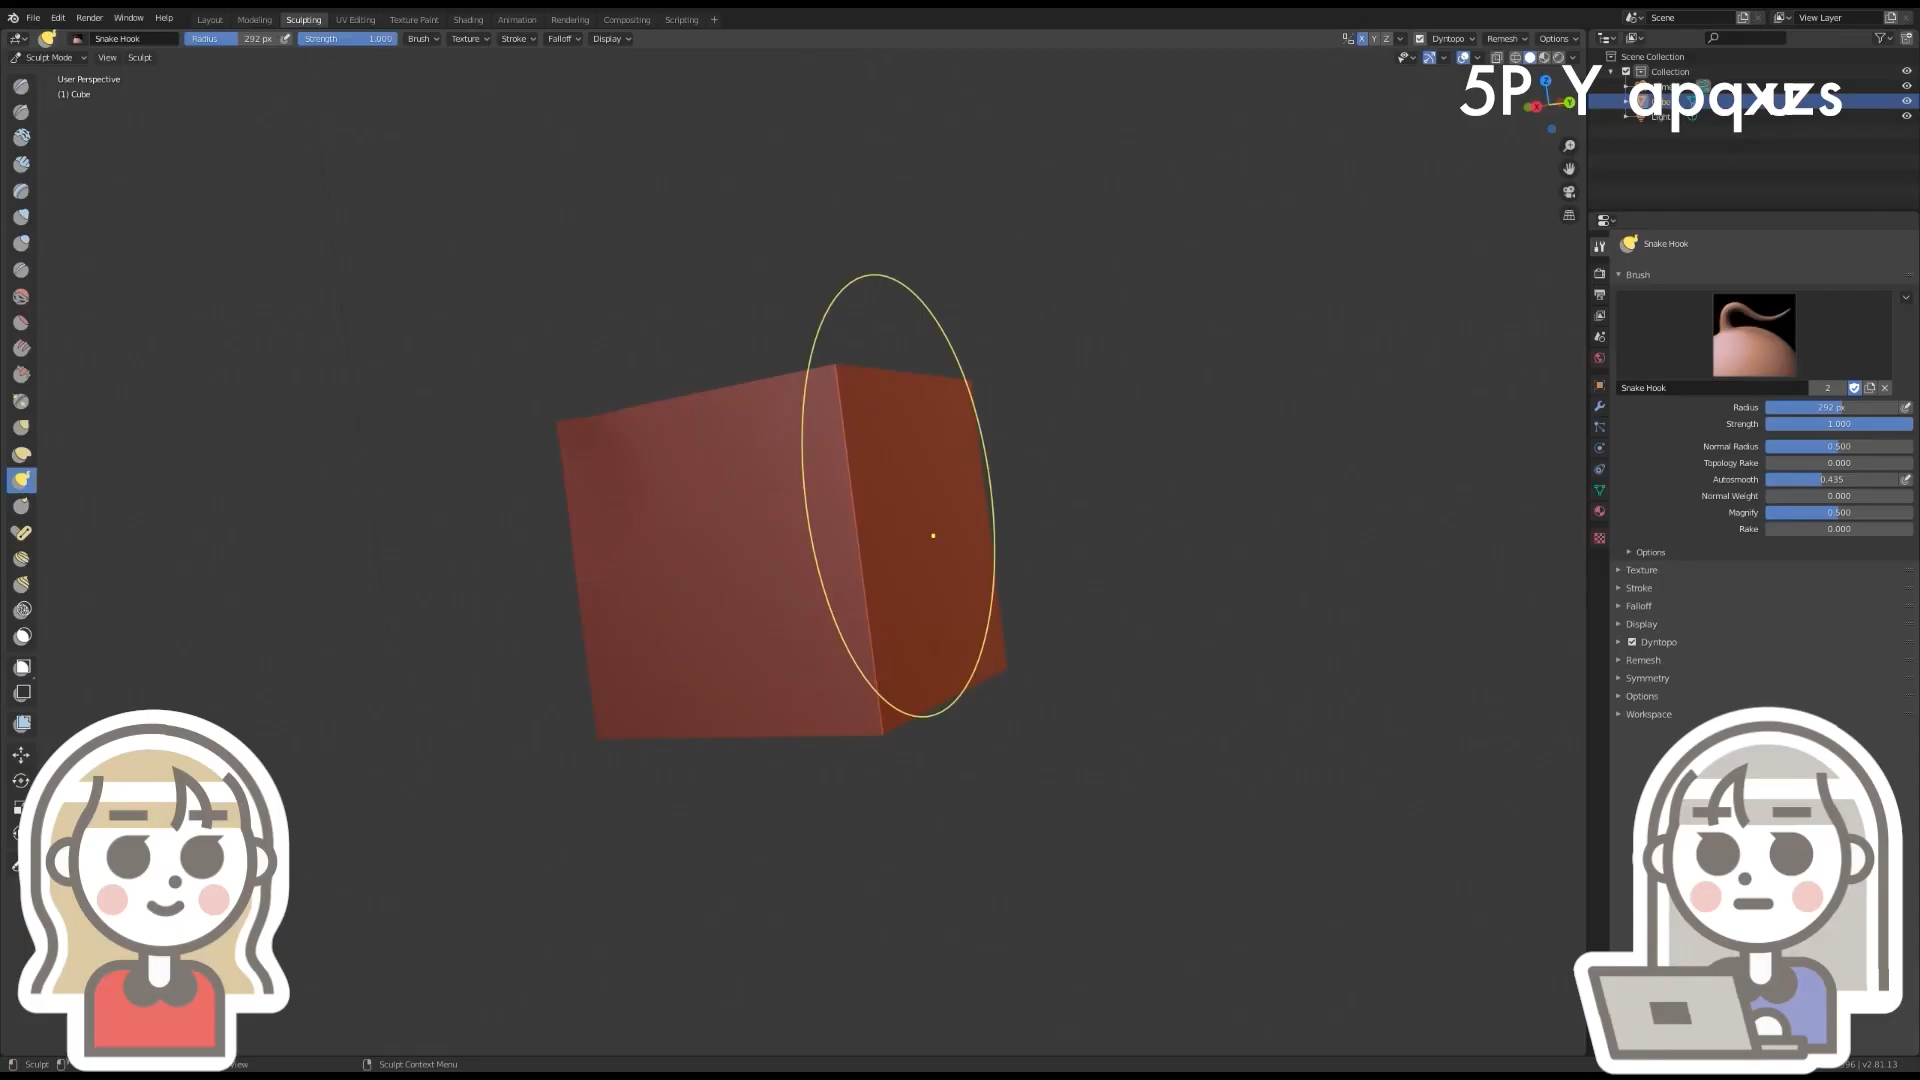 File Edit Render Window Help Layout Modeling Sculpting UV Editing Texture Paint Shading Animation Rendering Compositing Scripting + Scene View Layer
Snake Hook Radius 292 px Strength 1.000 Brush Texture Stroke Falloff Display X Y Z Dyntopo Remesh Options
Sculpt Mode View Sculpt
User Perspective
(1) Cube
Scene Collection
Collection
Light
5P Y
Z
X
Y
Snake Hook
Brush
Snake Hook 2
Radius 292 px
Strength 1.000
Normal Radius 0.500
Topology Rake 0.000
Autosmooth 0.435
Normal Weight 0.000
Magnify 0.500
Rake 0.000
Options
Texture
Stroke
Falloff
Display
Dyntopo
Remesh
Symmetry
Options
Workspace
Sculpt
Sculpt Context Menu
v2.81.13